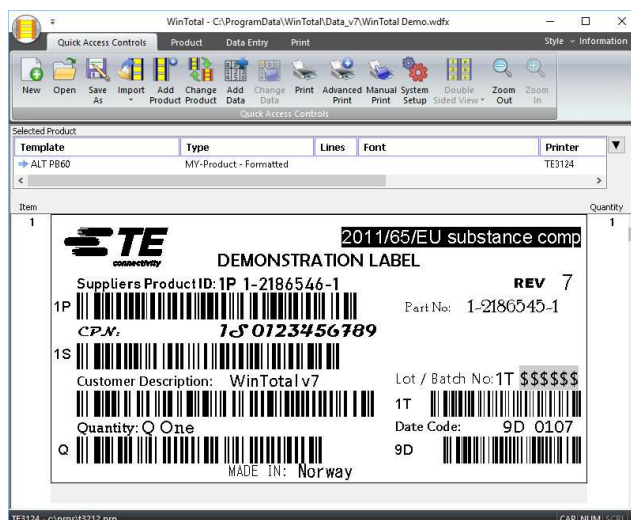 WinTotal - C:\ProgramData\WinTotal\Data_v7\WinTotal Demo.wdfx
Quick Access Controls Product Data Entry Print Style Information
New Open Save As Import Add Product Change Product Add Data Change Data Print Advanced Print Manual Print System Setup Double Sided View Zoom Out Zoom In
Quick Access Controls
Selected Product
Template Type Lines Font Printer
ALT PB60 MY-Product - Formatted TE3124
Item Quantity
1 1
TE connectivity
2011/65/EU substance comp
DEMONSTRATION LABEL
Suppliers Product ID: 1P 1-2186546-1 REV 7
1P Part No: 1-2186545-1
CPN: 1S 0123456789
1S
Customer Description: WinTotal v7 Lot / Batch No: 1T $$$$$$
1T
Quantity: Q One Date Code: 9D 0107
Q 9D
MADE IN: Norway
TE3124 - c:\prns\t3212.prn CAP NUM SCRL